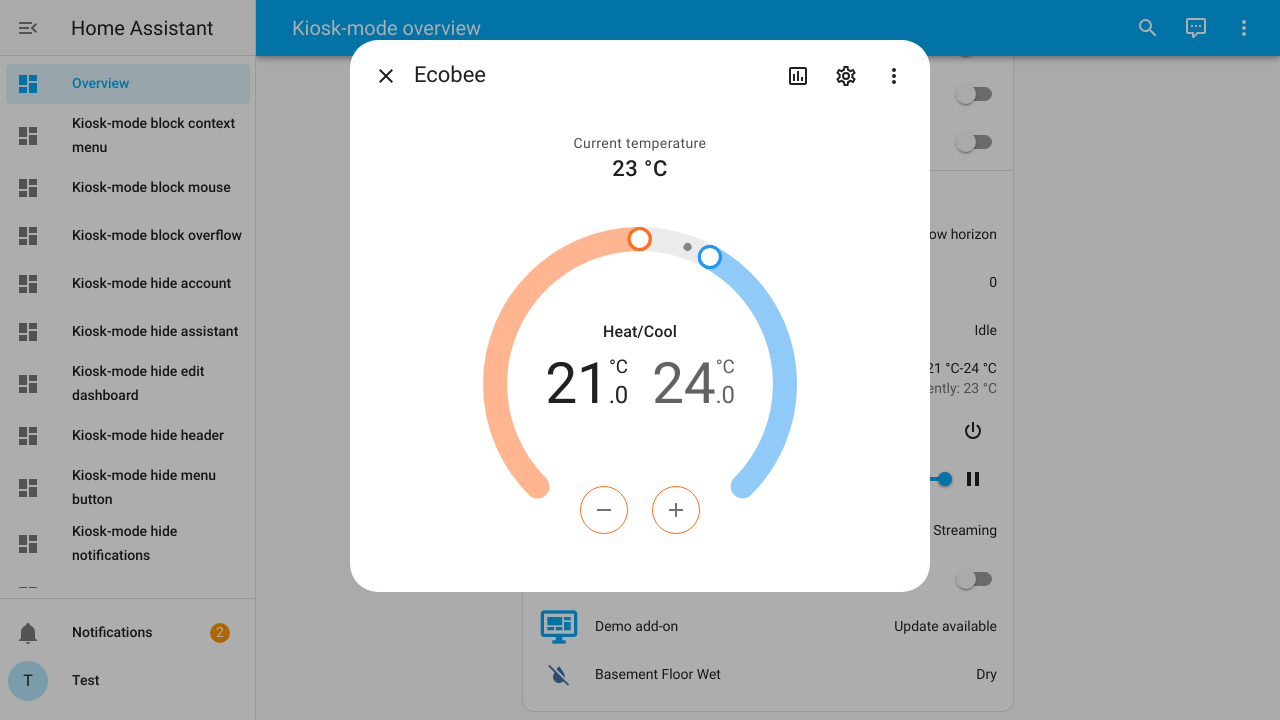 Home Assistant
Kiosk-mode overview
Overview
Kiosk-mode block context
menu
Kiosk-mode block mouse
Kiosk-mode block overflow
Kiosk-mode hide account
Kiosk-mode hide assistant
Kiosk-mode hide edit
dashboard
Kiosk-mode hide header
Kiosk-mode hide menu
button
Kiosk-mode hide
notifications
Notifications
2
T
Test
Ecobee
Current temperature
23 °C
Heat/Cool
21.0 °C
24.0 °C
horizon
0
Idle
21 °C-24 °C
23 °C
Streaming
Demo add-on
Update available
Basement Floor Wet
Dry